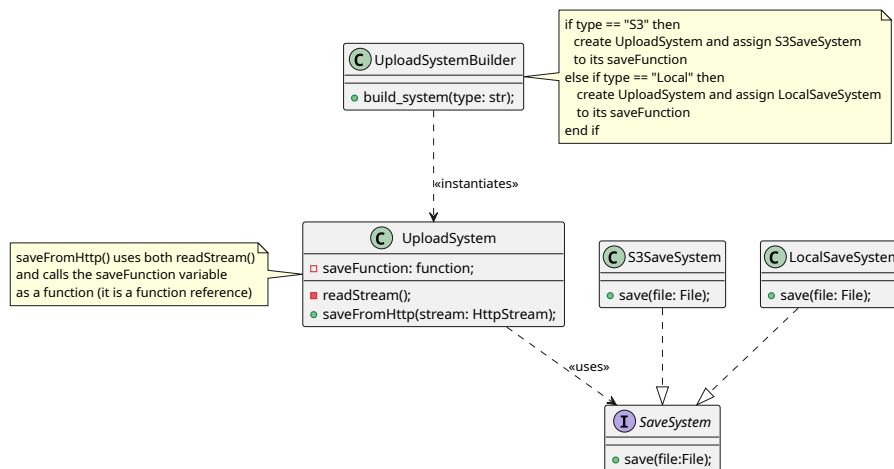 if type == "S3" then
create UploadSystem and assign S3SaveSystem
to its saveFunction
else if type == "Local" then
create UploadSystem and assign LocalSaveSystem
to its saveFunction
end if
C UploadSystemBuilder
build_system(type: str);
«instantiates»
saveFromHttp() uses both readStream()
and calls the saveFunction variable
as a function (it is a function reference)
C UploadSystem
saveFunction: function;
readStream();
saveFromHttp(stream: HttpStream);
C S3SaveSystem
save(file: File);
C LocalSaveSystem
save(file: File);
«uses»
I SaveSystem
save(file:File);